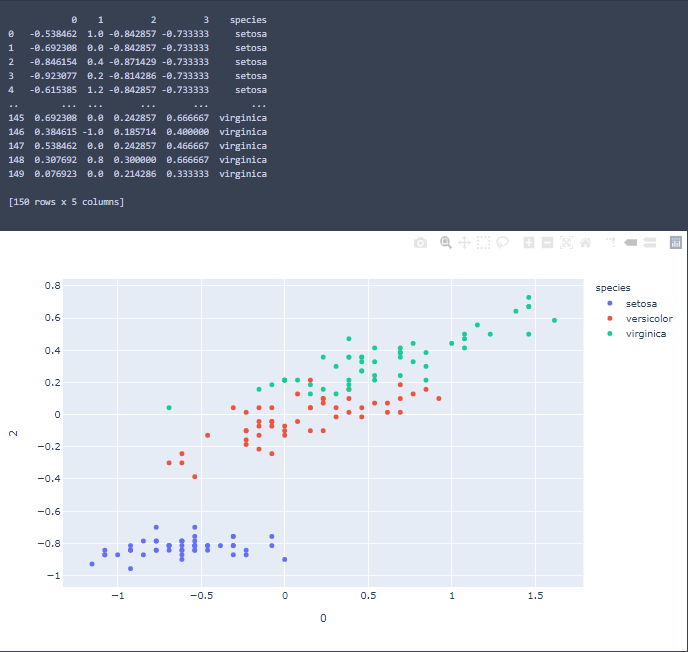 0 1 2 3 species
0 -0.538462 1.0 -0.842857 -0.733333 setosa
1 -0.692308 0.0 -0.842857 -0.733333 setosa
2 -0.846154 0.4 -0.871429 -0.733333 setosa
3 -0.923077 0.2 -0.814286 -0.733333 setosa
4 -0.615385 1.2 -0.842857 -0.733333 setosa
.. ... ... ... ... ...
145 0.692308 0.0 0.242857 0.666667 virginica
146 0.384615 -1.0 0.185714 0.400000 virginica
147 0.538462 0.0 0.242857 0.466667 virginica
148 0.307692 0.8 0.300000 0.666667 virginica
149 0.076923 0.2 0.214286 0.333333 virginica
[150 rows x 5 columns]
species
setosa
versicolor
virginica
0.8
0.6
0.4
0.2
0
−0.2
−0.4
−0.6
−0.8
−1
2
−1 −0.5 0 0.5 1 1.5
0